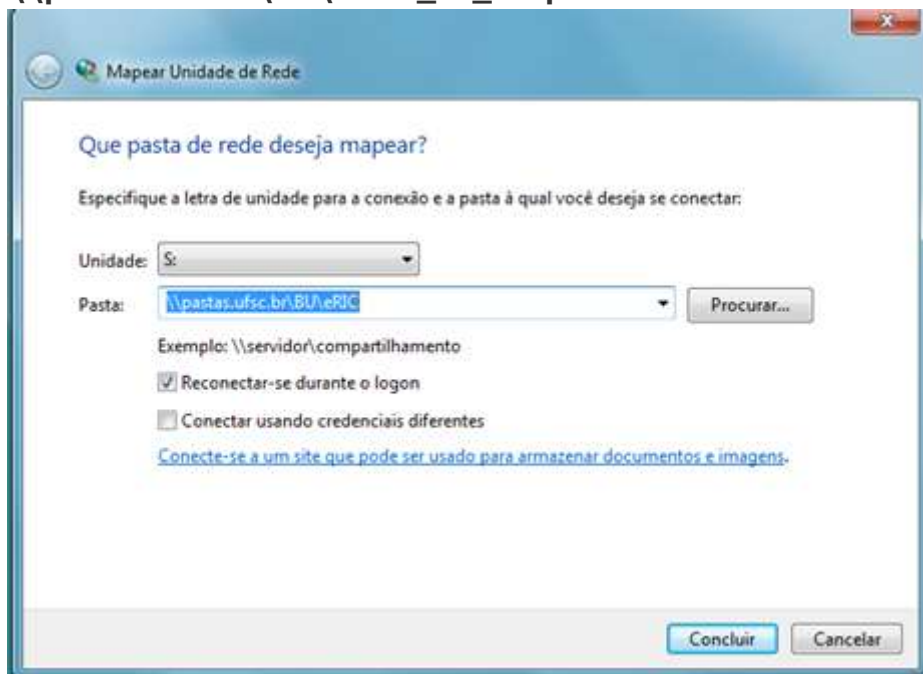 Mapear Unidade de Rede
Que pasta de rede deseja mapear?
Especifique a letra de unidade para a conexão e a pasta à qual você deseja se conectar:
Unidade: S:
Pasta: \\pastas.ufsc.br\BU\eRIC Procurar...
Exemplo: \\servidor\compartilhamento
Reconectar-se durante o logon
Conectar usando credenciais diferentes
Conecte-se a um site que pode ser usado para armazenar documentos e imagens.
Concluir Cancelar